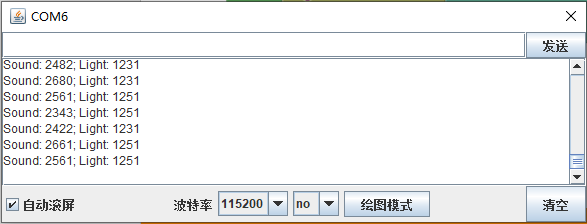 COM6
发送
Sound: 2482; Light: 1231
Sound: 2680; Light: 1231
Sound: 2561; Light: 1251
Sound: 2343; Light: 1251
Sound: 2422; Light: 1231
Sound: 2661; Light: 1251
Sound: 2561; Light: 1251
自动滚屏 波特率 115200 no 绘图模式 清空